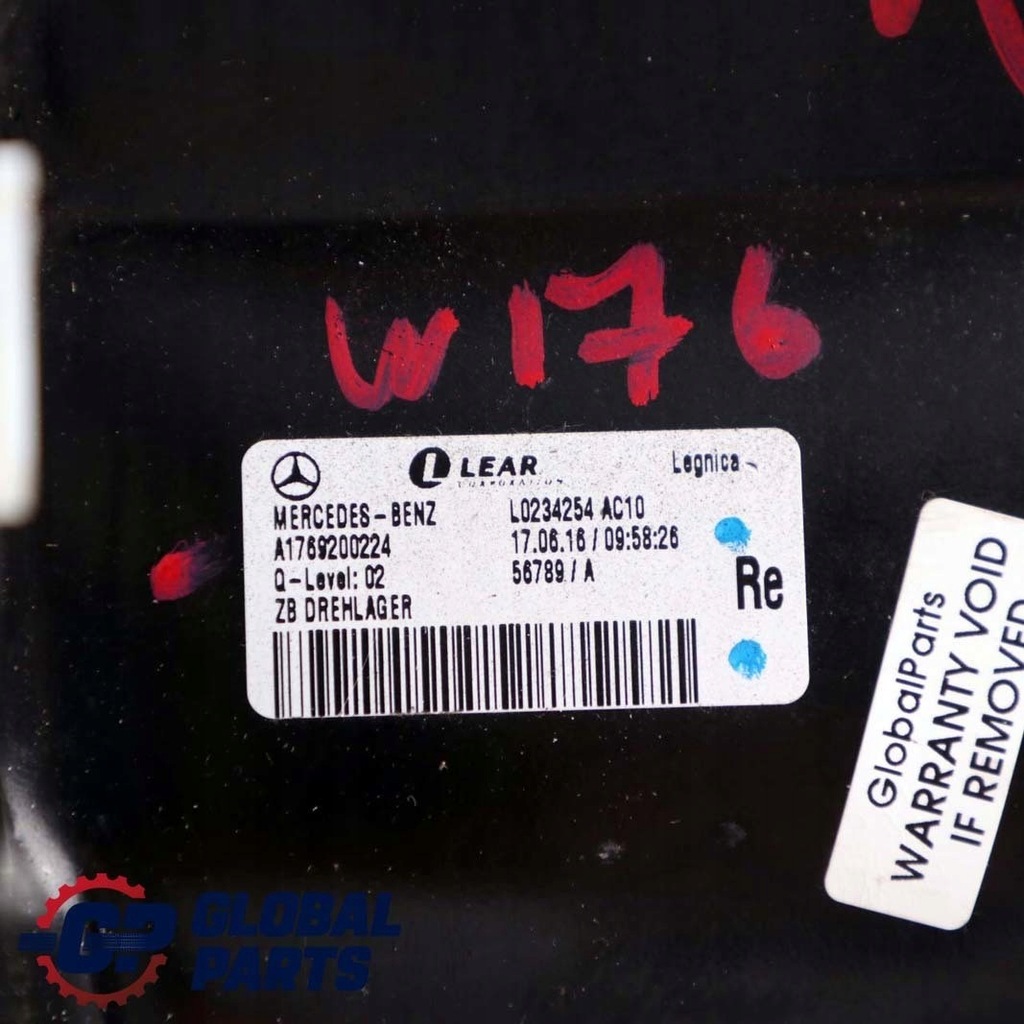 W176
LEAR
CORPORATION
Legnica
MERCEDES-BENZ
L0234254 AC10
A1769200224
17.06.16 / 09:58:26
Q-Level: 02
56789 / A
Re
ZB DREHLAGER
GlobalParts
WARRANTY VOID
IF REMOVED
GP GLOBAL
PARTS